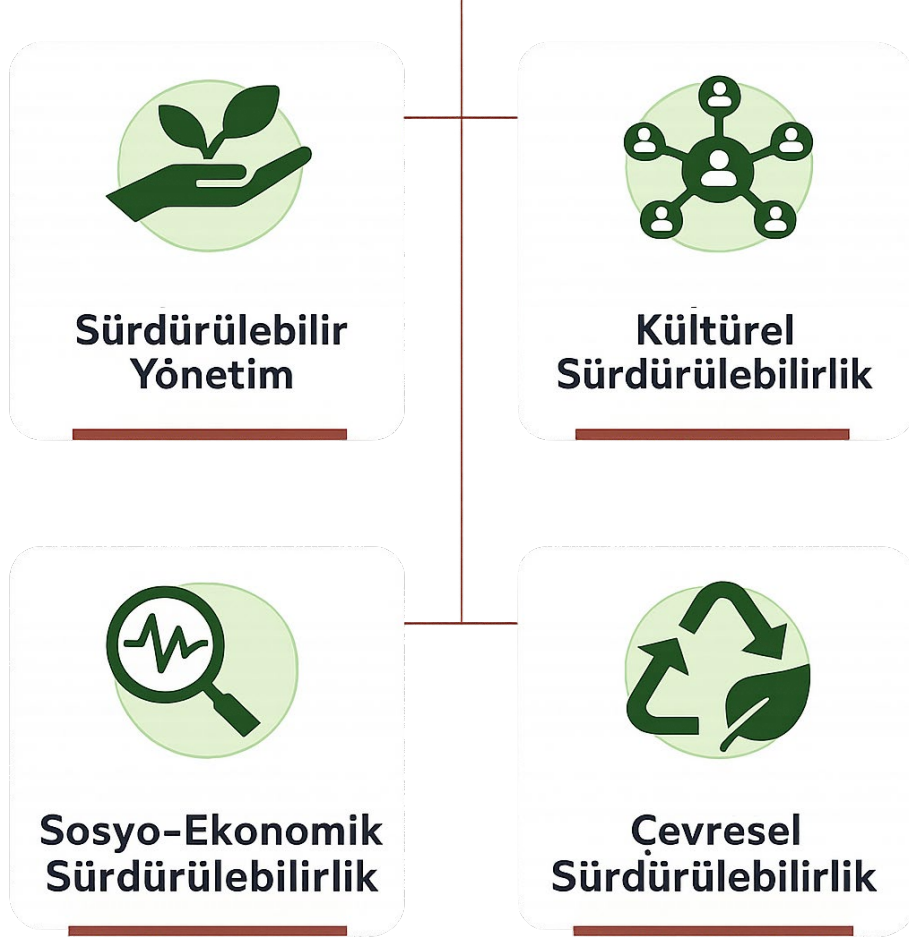 Sürdürülebilir
Yönetim
Kültürel
Sürdürülebilirlik
Sosyo-Ekonomik
Sürdürülebilirlik
Çevresel
Sürdürülebilirlik